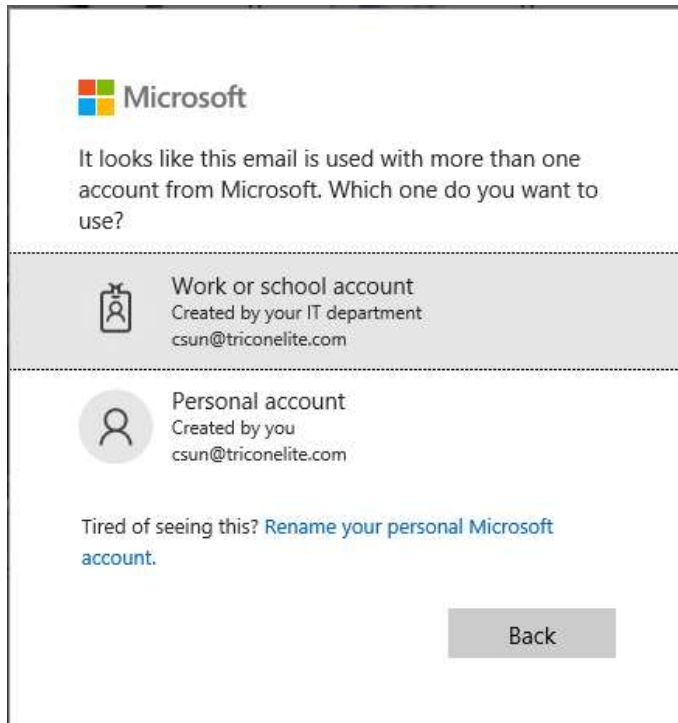 Microsoft
It looks like this email is used with more than one
account from Microsoft. Which one do you want to
use?
Work or school account
Created by your IT department
csun@triconelite.com
Personal account
Created by you
csun@triconelite.com
Tired of seeing this? Rename your personal Microsoft
account.
Back